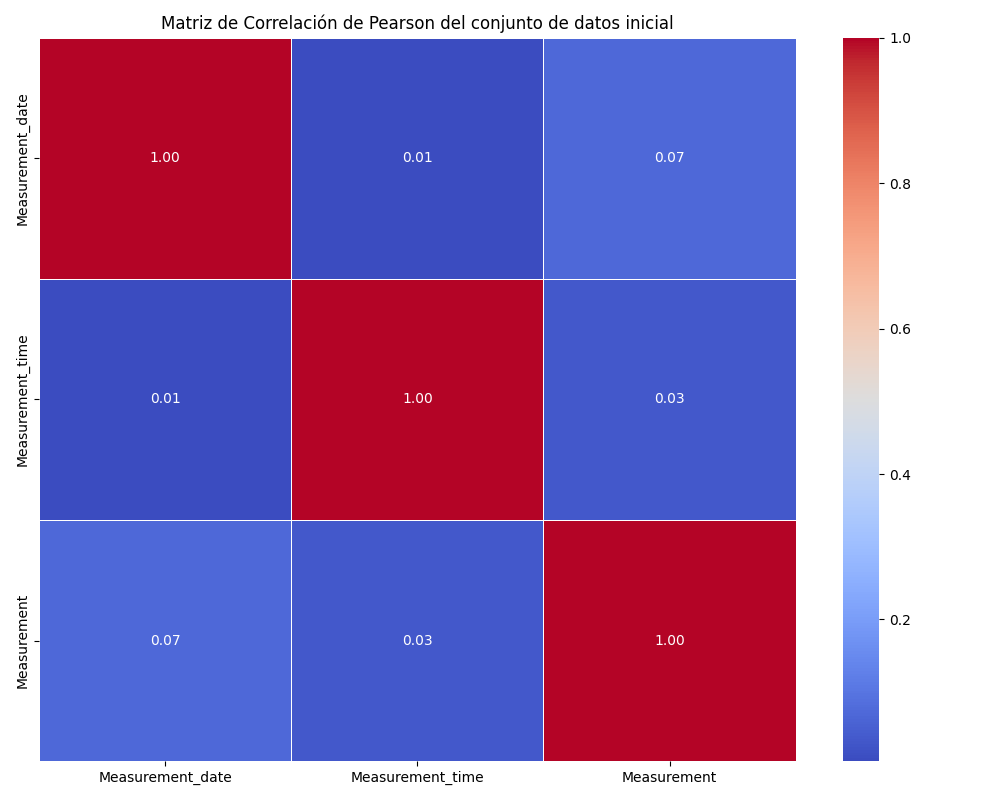 Matriz de Correlación de Pearson del conjunto de datos inicial
Measurement_date
1.00
0.01
0.07
Measurement_time
0.01
1.00
0.03
Measurement
0.07
0.03
1.00
Measurement_date
Measurement_time
Measurement
1.0
0.8
0.6
0.4
0.2